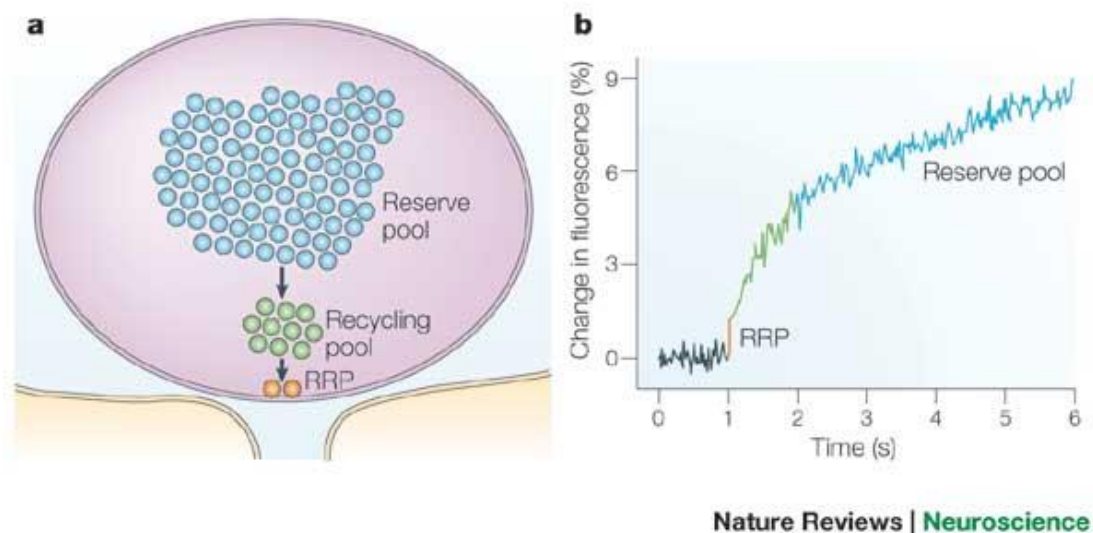 a
Reserve
pool
Recycling
pool
RRP
b
Change in fluorescence (%)
9
6
3
0
Reserve pool
RRP
0 1 2 3 4 5 6
Time (s)
Nature Reviews | Neuroscience